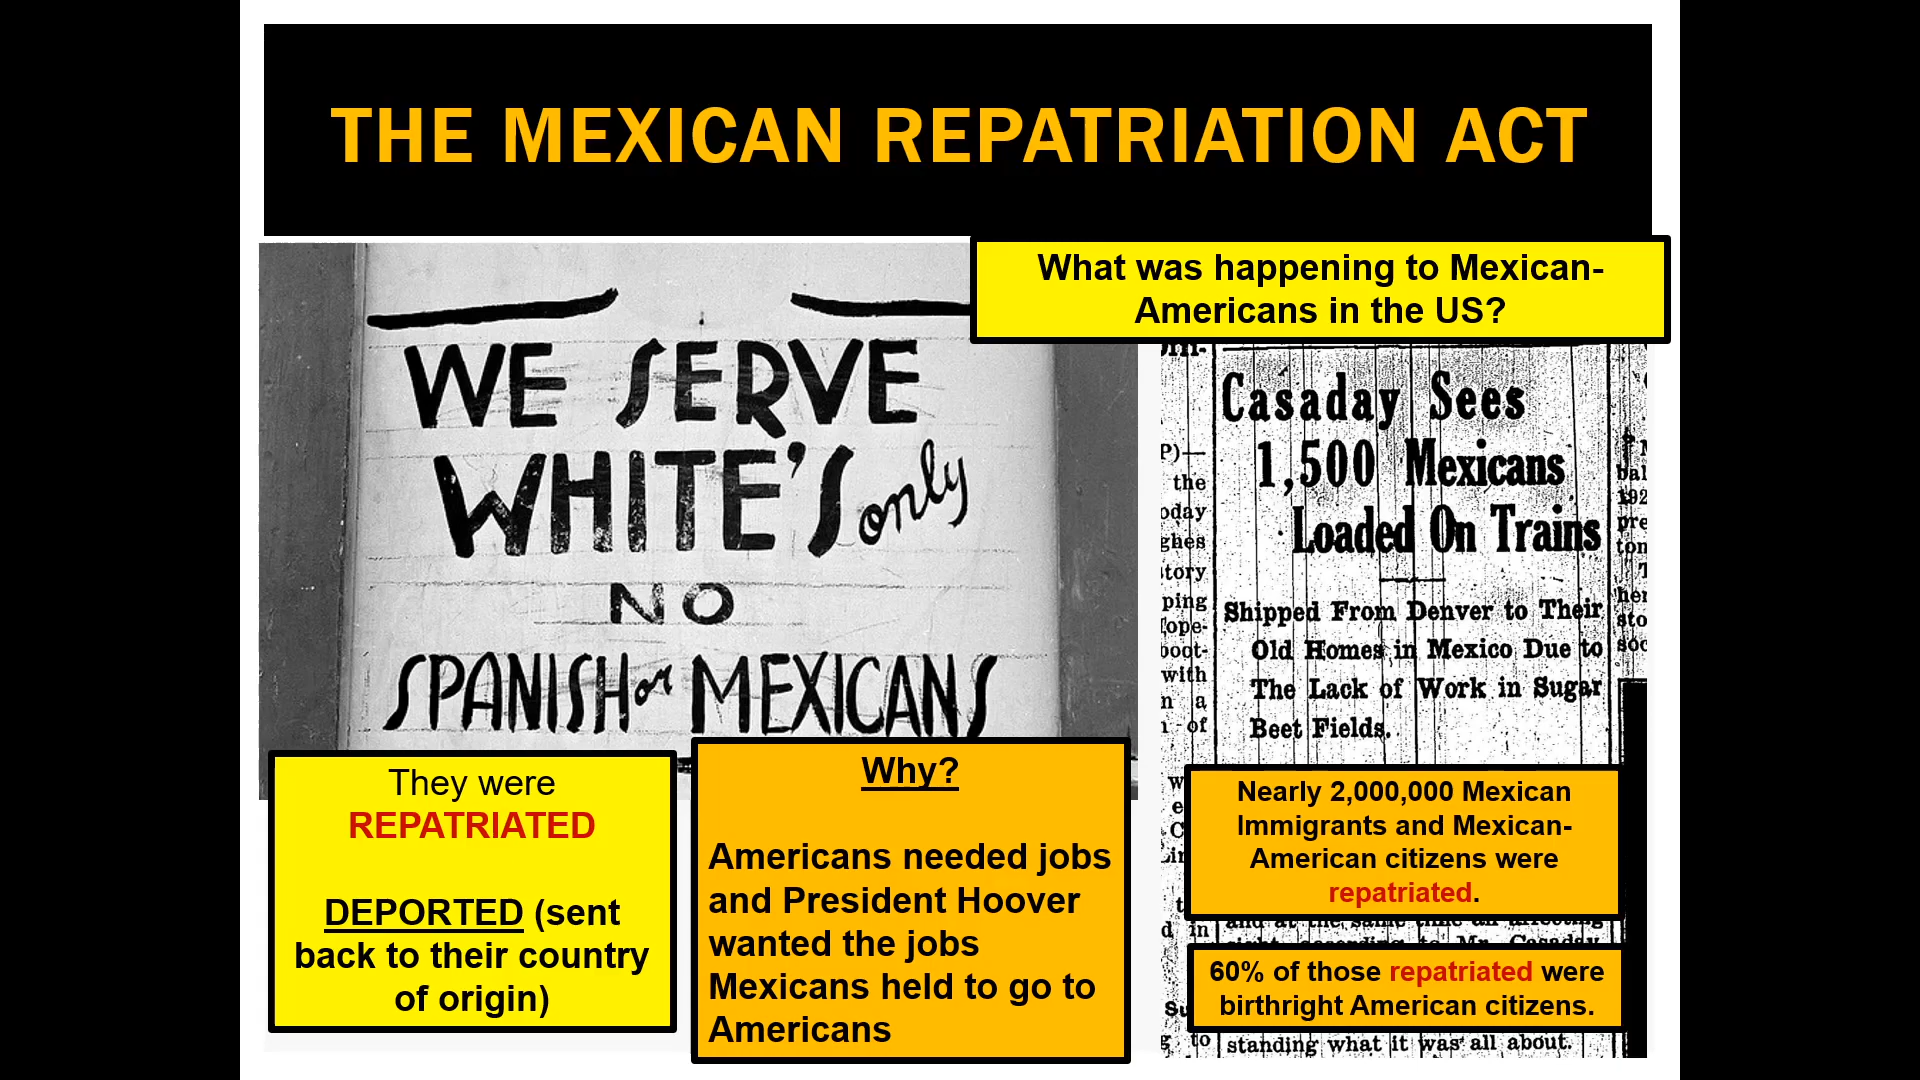 THE MEXICAN REPATRIATION ACT
What was happening to Mexican-
Americans in the US?
WE SERVE
WHITE'S only
NO
SPANISH or MEXICANS
Casaday Sees
1,500 Mexicans
Loaded On Trains
Shipped From Denver to Their
Old Homes in Mexico Due to
The Lack of Work in Sugar
Beet Fields.
the
with
a
of
in
to
standing what it was all about.
They were
REPATRIATED
DEPORTED (sent
back to their country
of origin)
Why?
Americans needed jobs
and President Hoover
wanted the jobs
Mexicans held to go to
Americans
Nearly 2,000,000 Mexican
Immigrants and Mexican-
American citizens were
repatriated.
60% of those repatriated were
birthright American citizens.